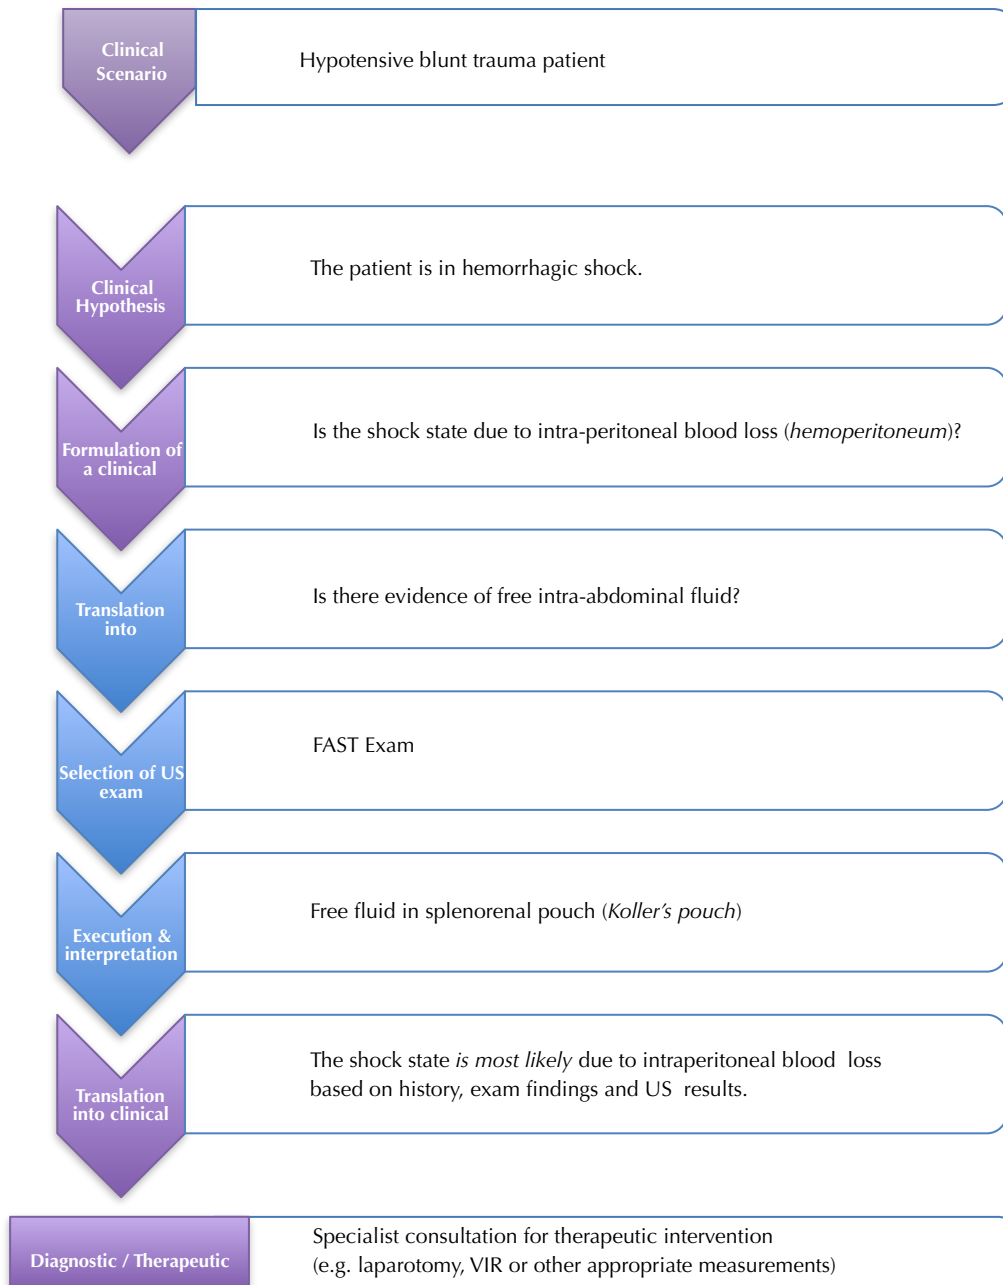 Clinical
Scenario
Hypotensive blunt trauma patient
Clinical
Hypothesis
The patient is in hemorrhagic shock.
Formulation of
a clinical
Is the shock state due to intra-peritoneal blood loss (hemoperitoneum)?
Translation
into
Is there evidence of free intra-abdominal fluid?
Selection of US
exam
FAST Exam
Execution &
interpretation
Free fluid in splenorenal pouch (Koller's pouch)
Translation
into clinical
The shock state is most likely due to intraperitoneal blood loss
based on history, exam findings and US results.
Diagnostic / Therapeutic
Specialist consultation for therapeutic intervention
(e.g. laparotomy, VIR or other appropriate measurements)